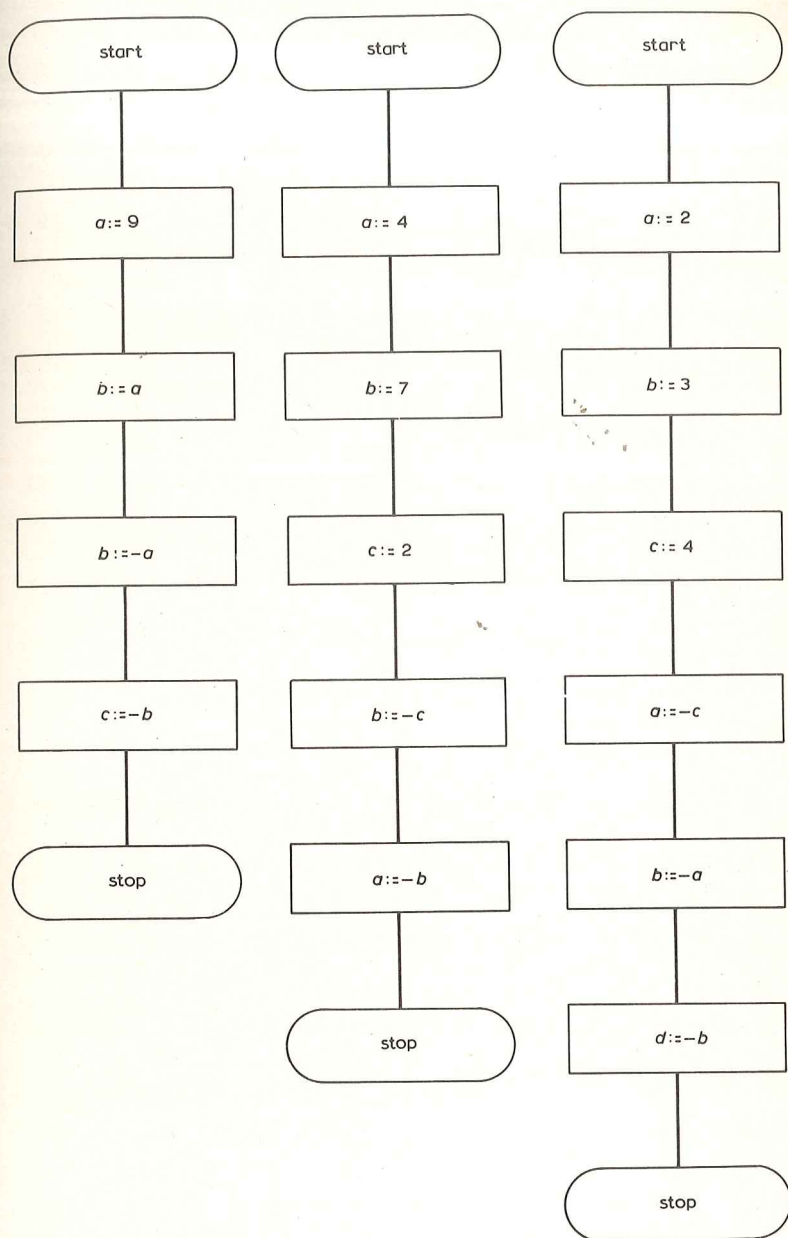 start
a:= 9
b:= a
b:=-a
c:=-b
stop
start
a:= 4
b:= 7
c:= 2
b:=-c
a:=-b
stop
start
a:= 2
b:= 3
c:= 4
a:=-c
b:=-a
d:=-b
stop